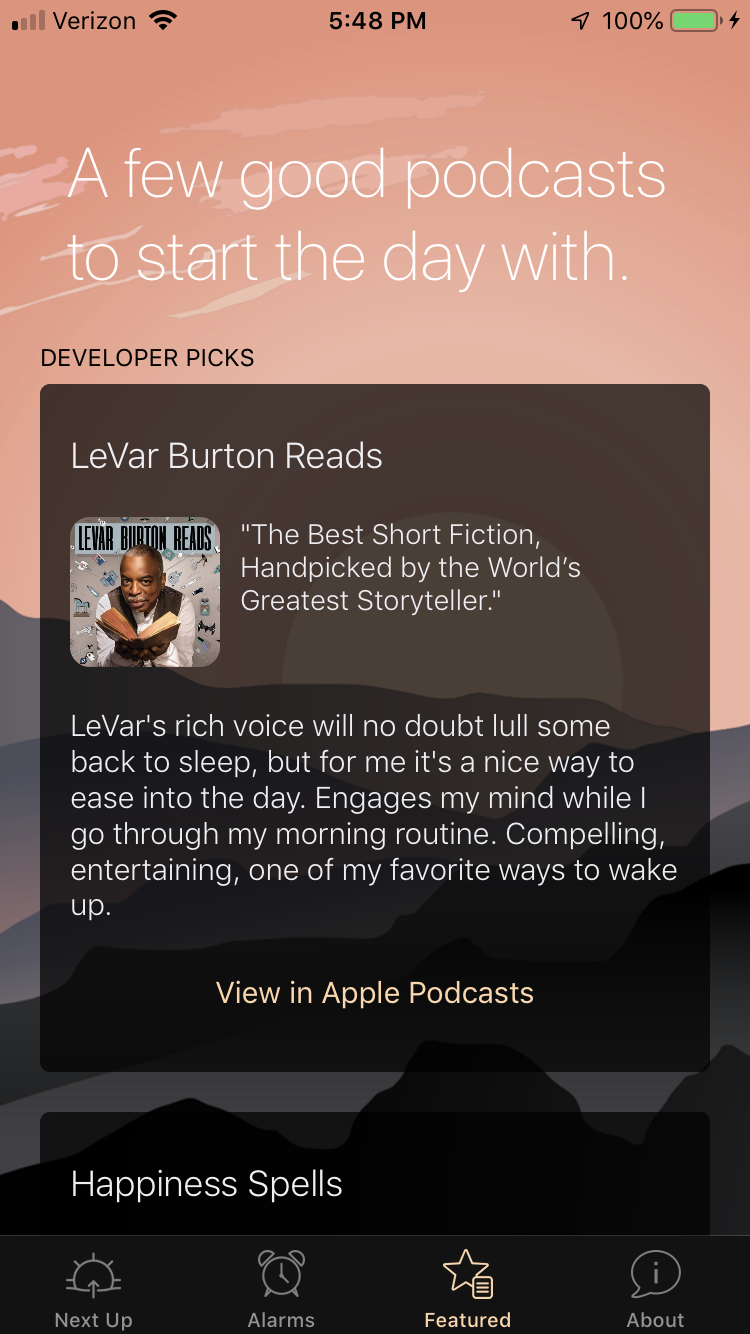 Verizon 5:48 PM 100%
A few good podcasts
to start the day with.
DEVELOPER PICKS
LeVar Burton Reads
LEVAR BURTON READS
"The Best Short Fiction,
Handpicked by the World’s
Greatest Storyteller."
LeVar's rich voice will no doubt lull some
back to sleep, but for me it's a nice way to
ease into the day. Engages my mind while I
go through my morning routine. Compelling,
entertaining, one of my favorite ways to wake
up.
View in Apple Podcasts
Happiness Spells
Next Up Alarms Featured About